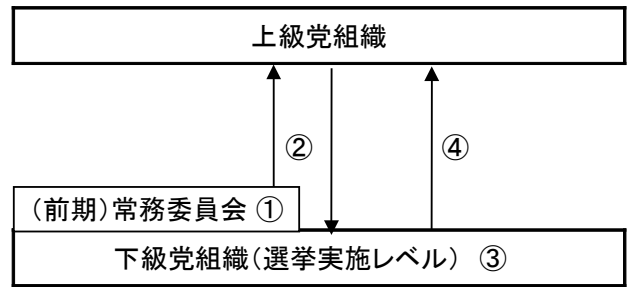 上級党組織
②
④
（前期）常務委員会 ①
下級党組織（選挙実施レベル） ③